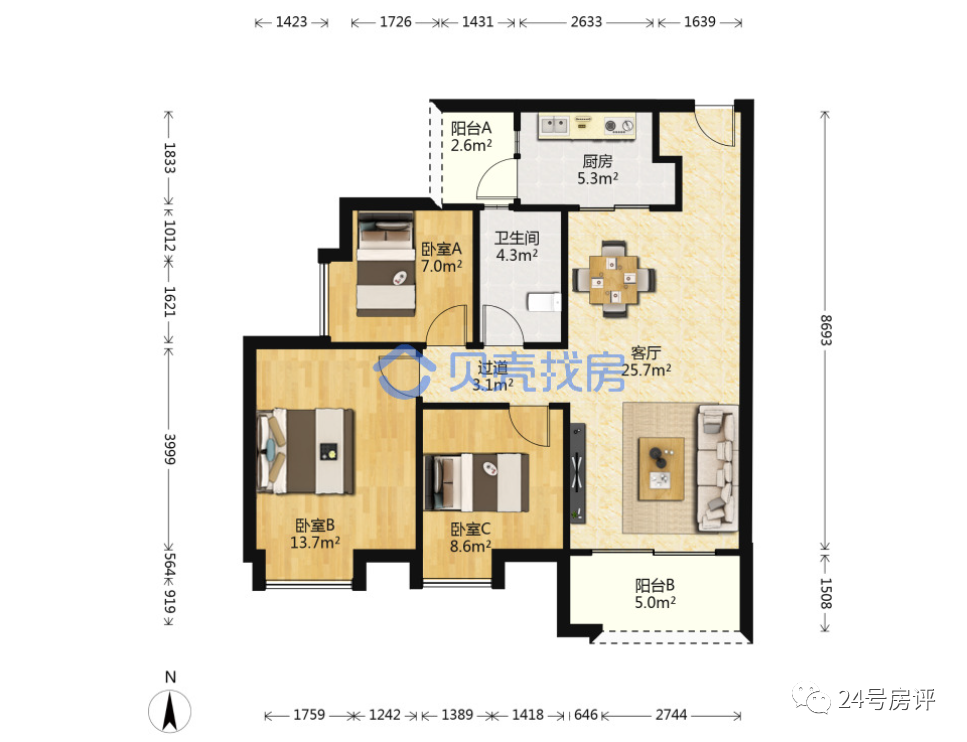 1423 1726 1431 2633 1639
1833
1012
1621
3999
564
919
阳台A
2.6m²
厨房
5.3m²
卧室A
7.0m²
卫生间
4.3m²
客厅
25.7m²
过道
3.1m²
贝壳找房
卧室B
13.7m²
卧室C
8.6m²
阳台B
5.0m²
8693
1508
N
1759 1242 1389 1418 646 2744
24号房评